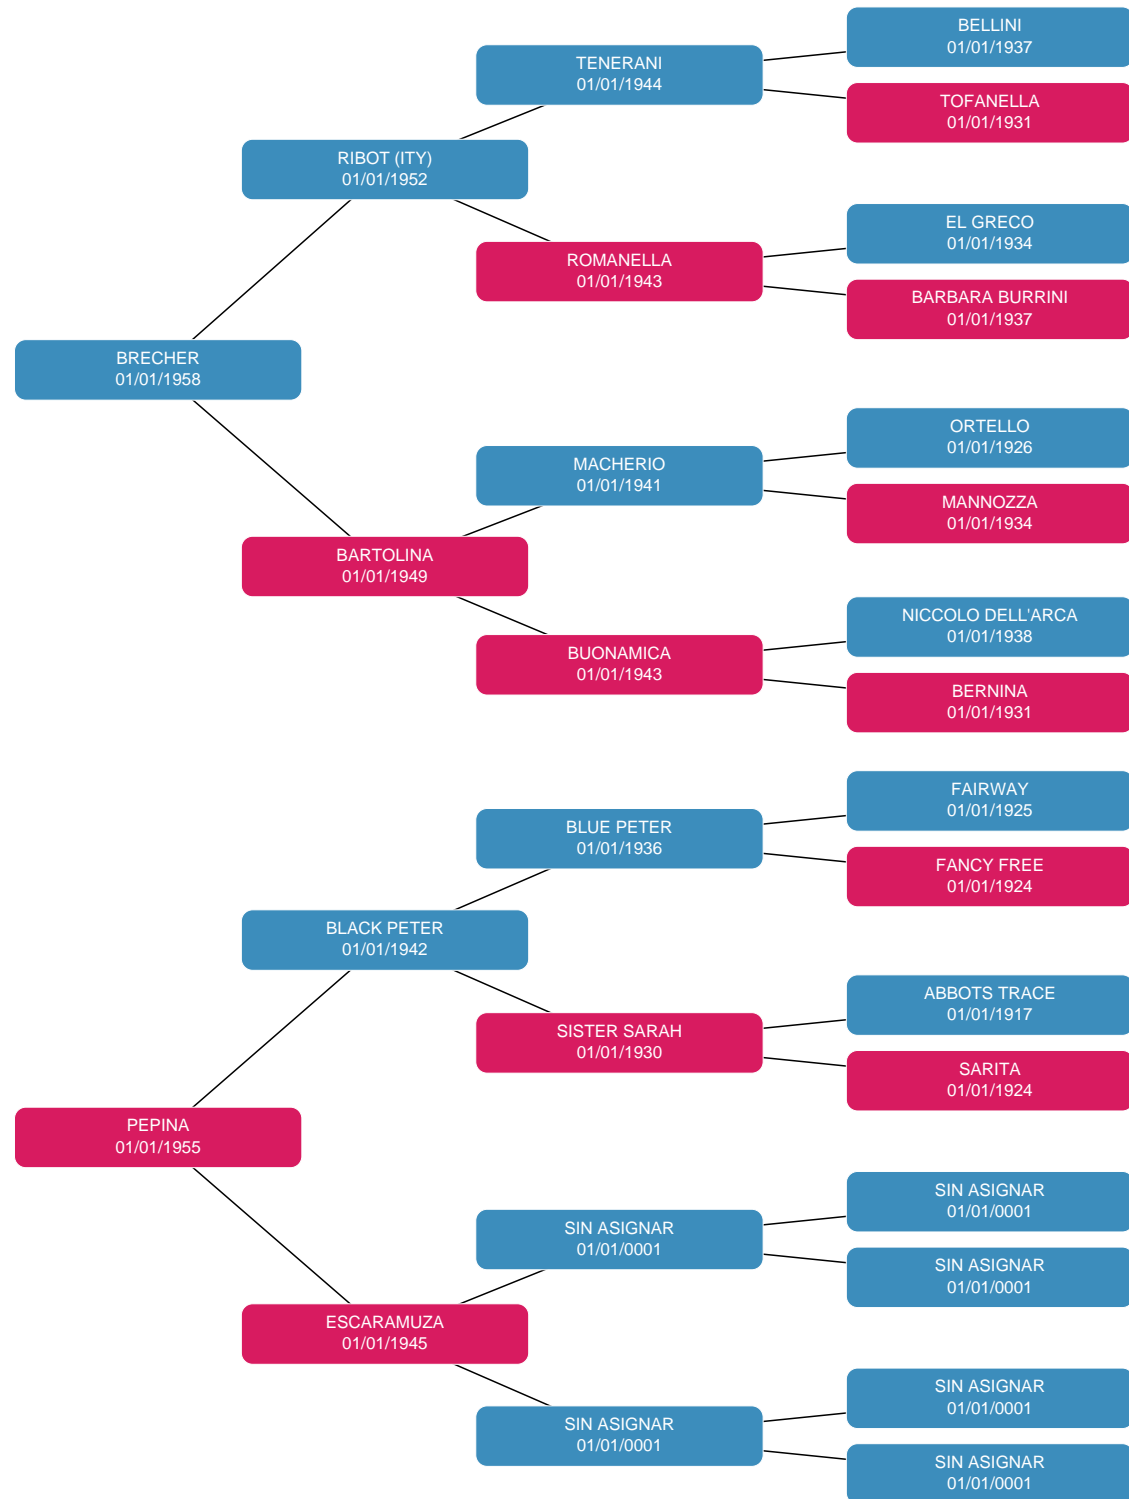 BELLINI
01/01/1937
TENERANI
01/01/1944
TOFANELLA
01/01/1931
RIBOT (ITY)
01/01/1952
EL GRECO
01/01/1934
ROMANELLA
01/01/1943
BARBARA BURRINI
01/01/1937
BRECHER
01/01/1958
ORTELLO
01/01/1926
MACHERIO
01/01/1941
MANNOZZA
01/01/1934
BARTOLINA
01/01/1949
NICCOLO DELL'ARCA
01/01/1938
BUONAMICA
01/01/1943
BERNINA
01/01/1931
FAIRWAY
01/01/1925
BLUE PETER
01/01/1936
FANCY FREE
01/01/1924
BLACK PETER
01/01/1942
ABBOTS TRACE
01/01/1917
SISTER SARAH
01/01/1930
SARITA
01/01/1924
PEPINA
01/01/1955
SIN ASIGNAR
01/01/0001
SIN ASIGNAR
01/01/0001
SIN ASIGNAR
01/01/0001
ESCARAMUZA
01/01/1945
SIN ASIGNAR
01/01/0001
SIN ASIGNAR
01/01/0001
SIN ASIGNAR
01/01/0001